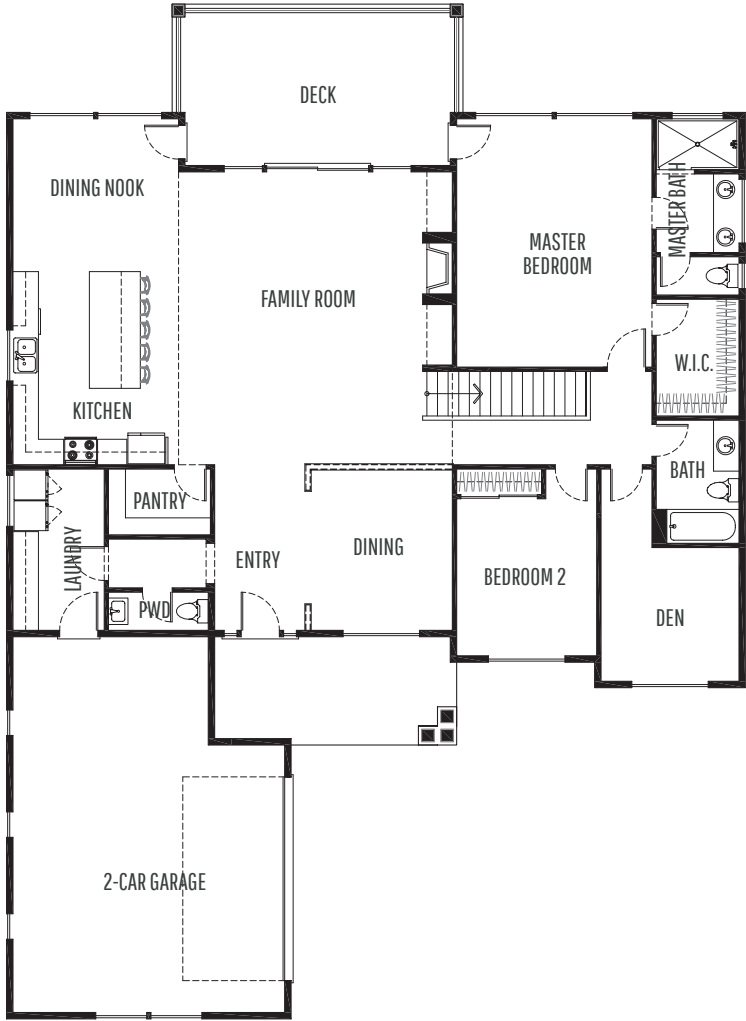 DECK
DINING NOOK
MASTER BATH
MASTER
BEDROOM
FAMILY ROOM
W.I.C.
KITCHEN
BATH
PANTRY
LAUNDRY
ENTRY
DINING
BEDROOM 2
PWD
DEN
2-CAR GARAGE